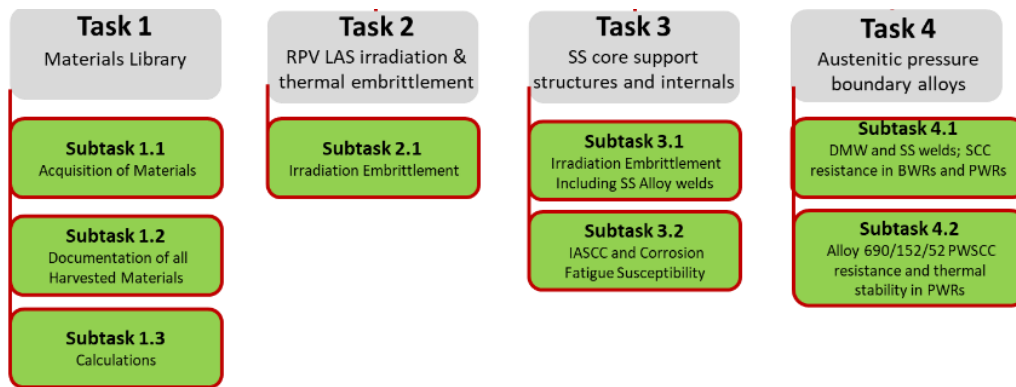 Task 1
Materials Library
Subtask 1.1
Acquisition of Materials
Subtask 1.2
Documentation of all
Harvested Materials
Subtask 1.3
Calculations
Task 2
RPV LAS irradiation &
thermal embrittlement
Subtask 2.1
Irradiation Embrittlement
Task 3
SS core support
structures and internals
Subtask 3.1
Irradiation Embrittlement
Including SS Alloy welds
Subtask 3.2
IASCC and Corrosion
Fatigue Susceptibility
Task 4
Austenitic pressure
boundary alloys
Subtask 4.1
DMW and SS welds; SCC
resistance in BWRs and PWRs
Subtask 4.2
Alloy 690/152/52 PWSCC
resistance and thermal
stability in PWRs